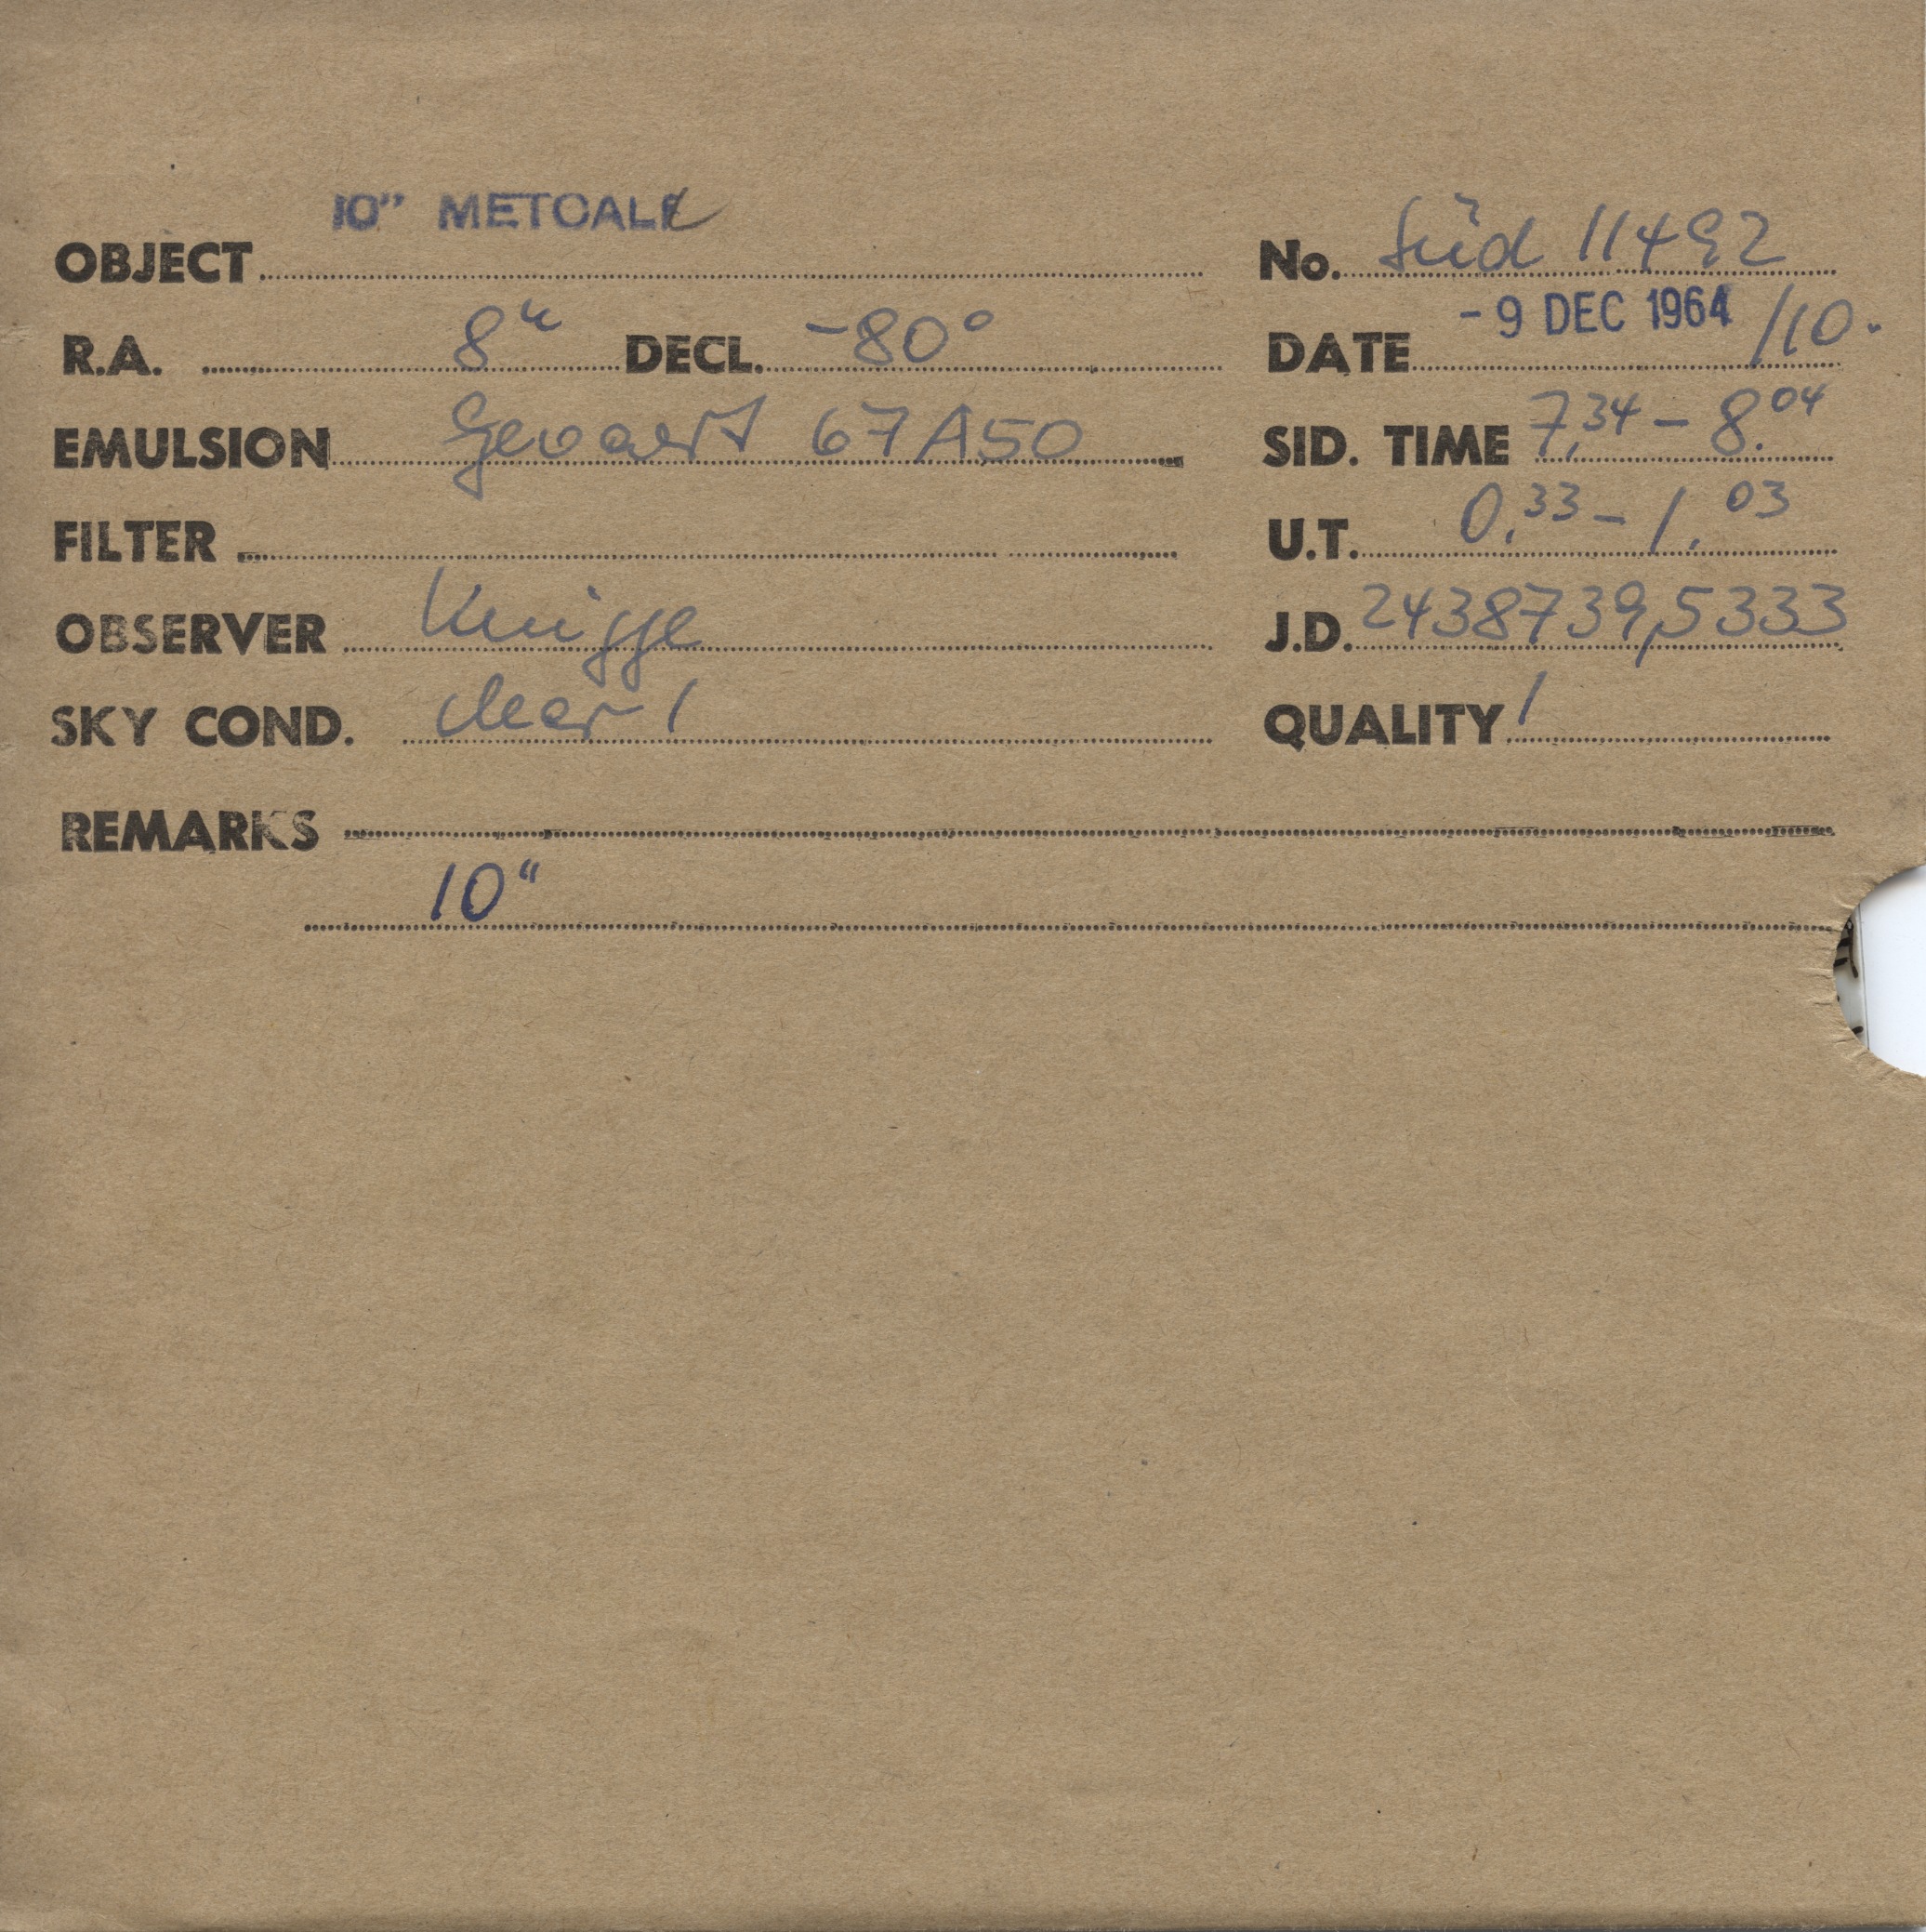 10" METCALF
OBJECT No. Süd 11492
R.A. 8h DECL. -80° DATE -9 DEC 1964 /10.
EMULSION Gevaert 67A50 SID. TIME 7,34 - 8.04
FILTER U.T. 0.33 - 1.03
OBSERVER Knigge J.D. 2438739,5333
SKY COND. clear 1 QUALITY 1
REMARKS
10"